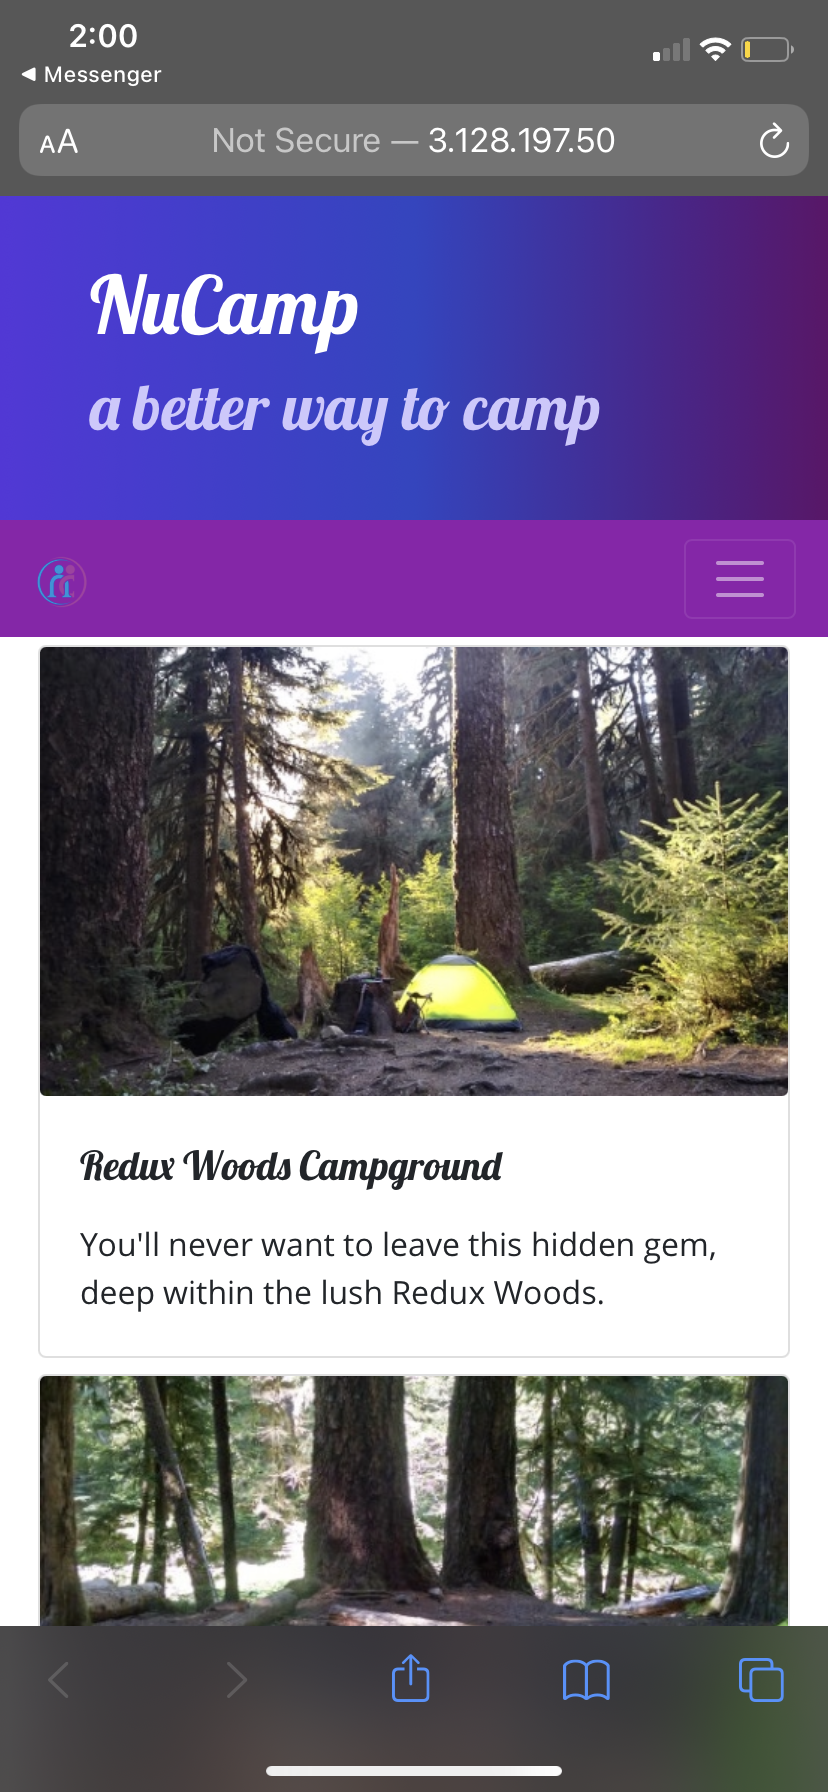 2:00
◀ Messenger
AA
Not Secure — 3.128.197.50
NuCamp
a better way to camp
Redux Woods Campground
You'll never want to leave this hidden gem,
deep within the lush Redux Woods.